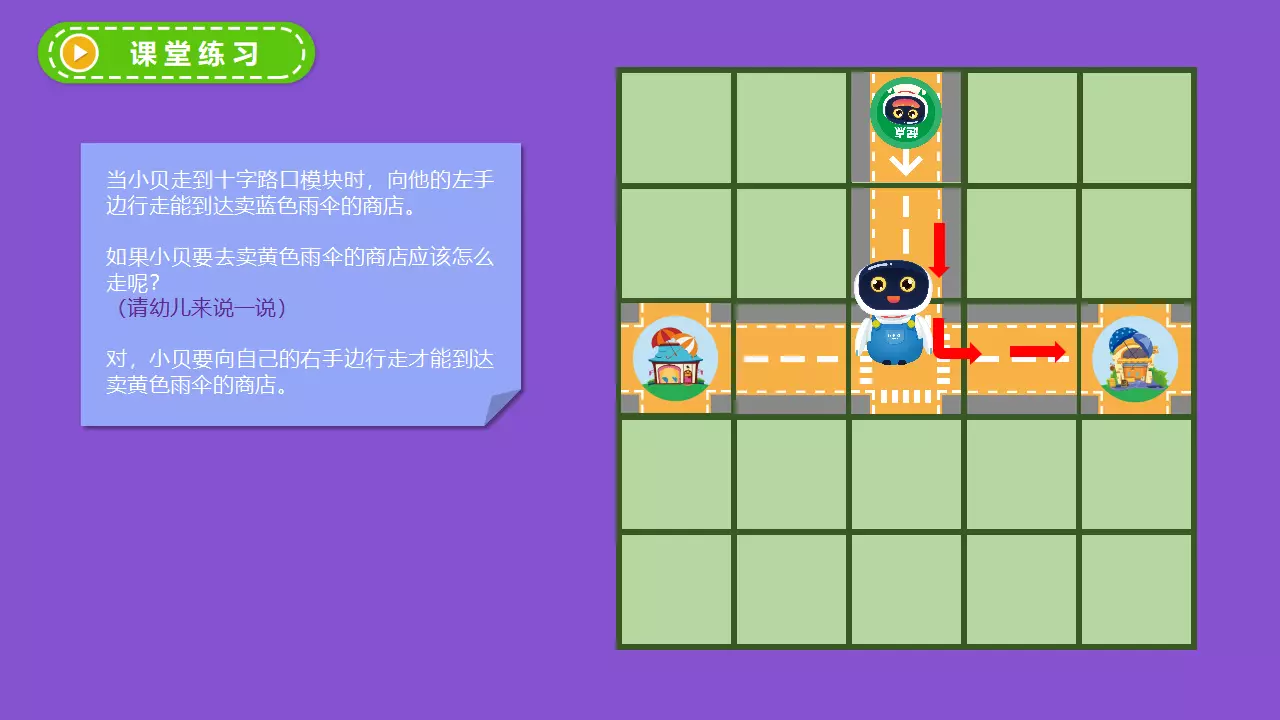 课堂练习
当小贝走到十字路口模块时，向他的左手
边行走能到达卖蓝色雨伞的商店。
如果小贝要去卖黄色雨伞的商店应该怎么
走呢？
（请幼儿来说一说）
对，小贝要向自己的右手边行走才能到达
卖黄色雨伞的商店。
起点